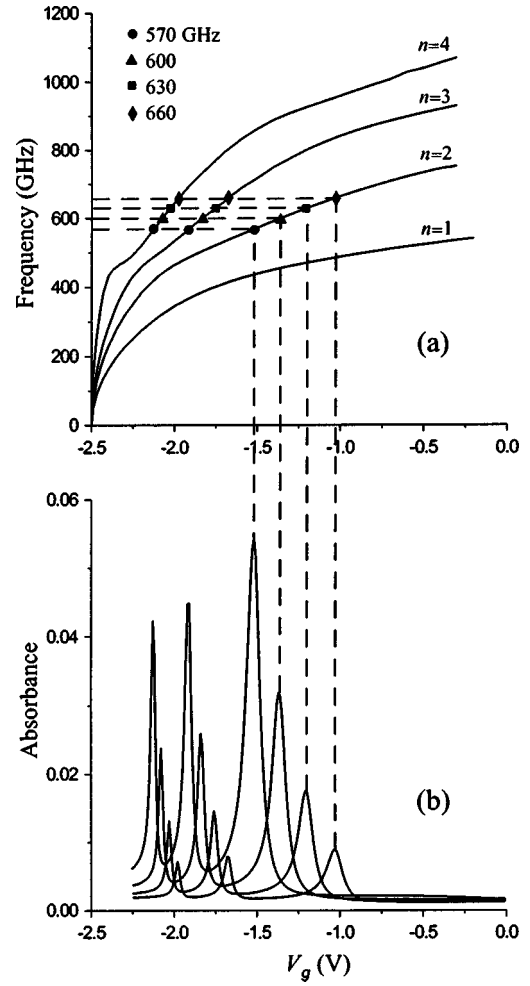 (a)
1200
1000
800
600
400
200
0
Frequency (GHz)
570 GHz
600
630
660
n=4
n=3
n=2
n=1
(a)
-2.5 -2.0 -1.5 -1.0 -0.5 0.0
0.06
0.04
0.02
0.00
Absorbance
(b)
-2.5 -2.0 -1.5 -1.0 -0.5 0.0
Vg (V)